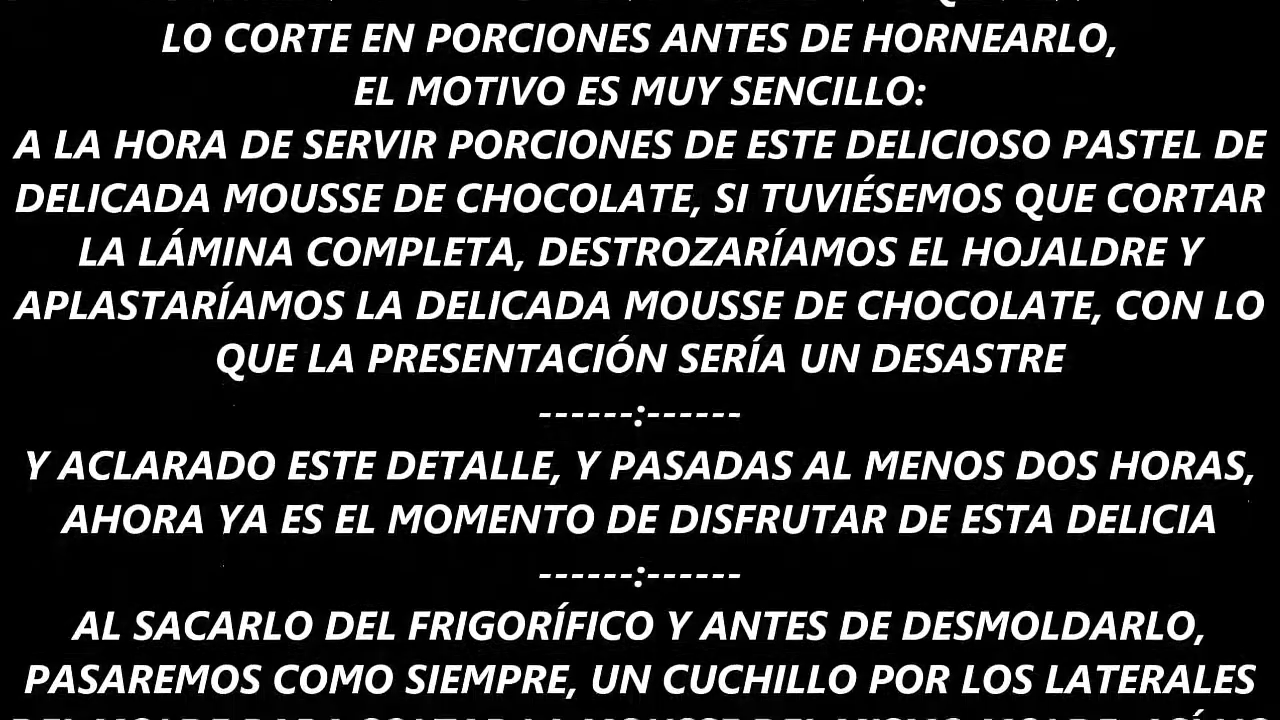 LO CORTE EN PORCIONES ANTES DE HORNEARLO,
EL MOTIVO ES MUY SENCILLO:
A LA HORA DE SERVIR PORCIONES DE ESTE DELICIOSO PASTEL DE
DELICADA MOUSSE DE CHOCOLATE, SI TUVIÉSEMOS QUE CORTAR
LA LÁMINA COMPLETA, DESTROZARÍAMOS EL HOJALDRE Y
APLASTARÍAMOS LA DELICADA MOUSSE DE CHOCOLATE, CON LO
QUE LA PRESENTACIÓN SERÍA UN DESASTRE
------:------
Y ACLARADO ESTE DETALLE, Y PASADAS AL MENOS DOS HORAS,
AHORA YA ES EL MOMENTO DE DISFRUTAR DE ESTA DELICIA
------:------
AL SACARLO DEL FRIGORÍFICO Y ANTES DE DESMOLDARLO,
PASAREMOS COMO SIEMPRE, UN CUCHILLO POR LOS LATERALES